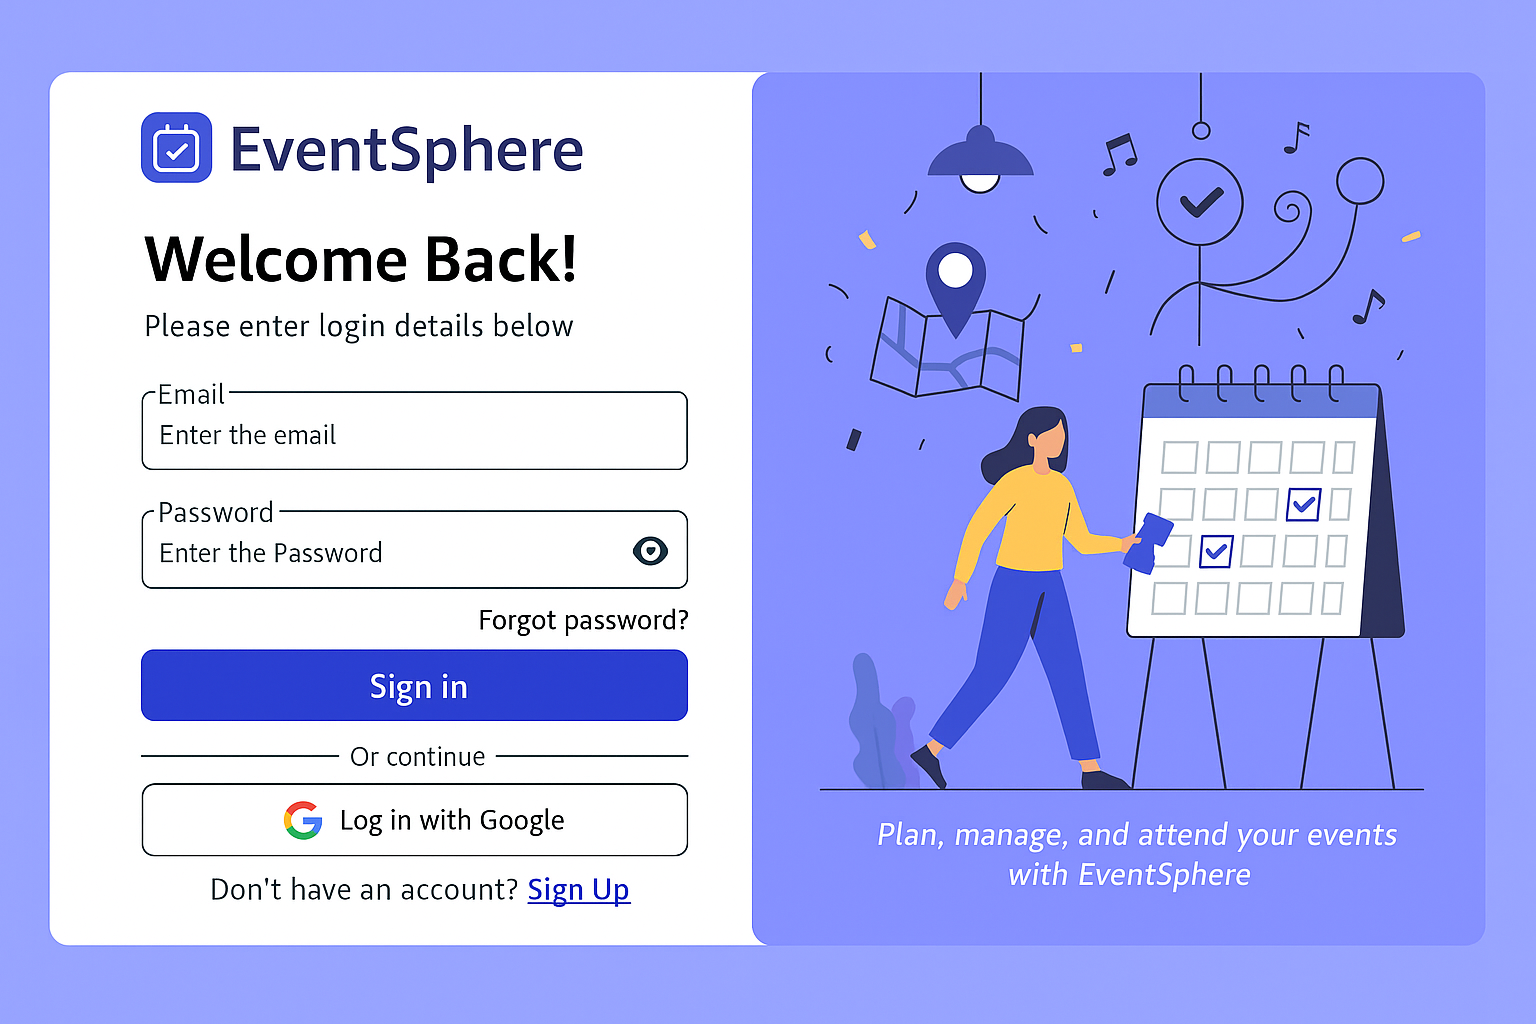 EventSphere
Welcome Back!
Please enter login details below
Email
Enter the email
Password
Enter the Password
Forgot password?
Sign in
Or continue
Log in with Google
Don't have an account? Sign Up
Plan, manage, and attend your events
with EventSphere